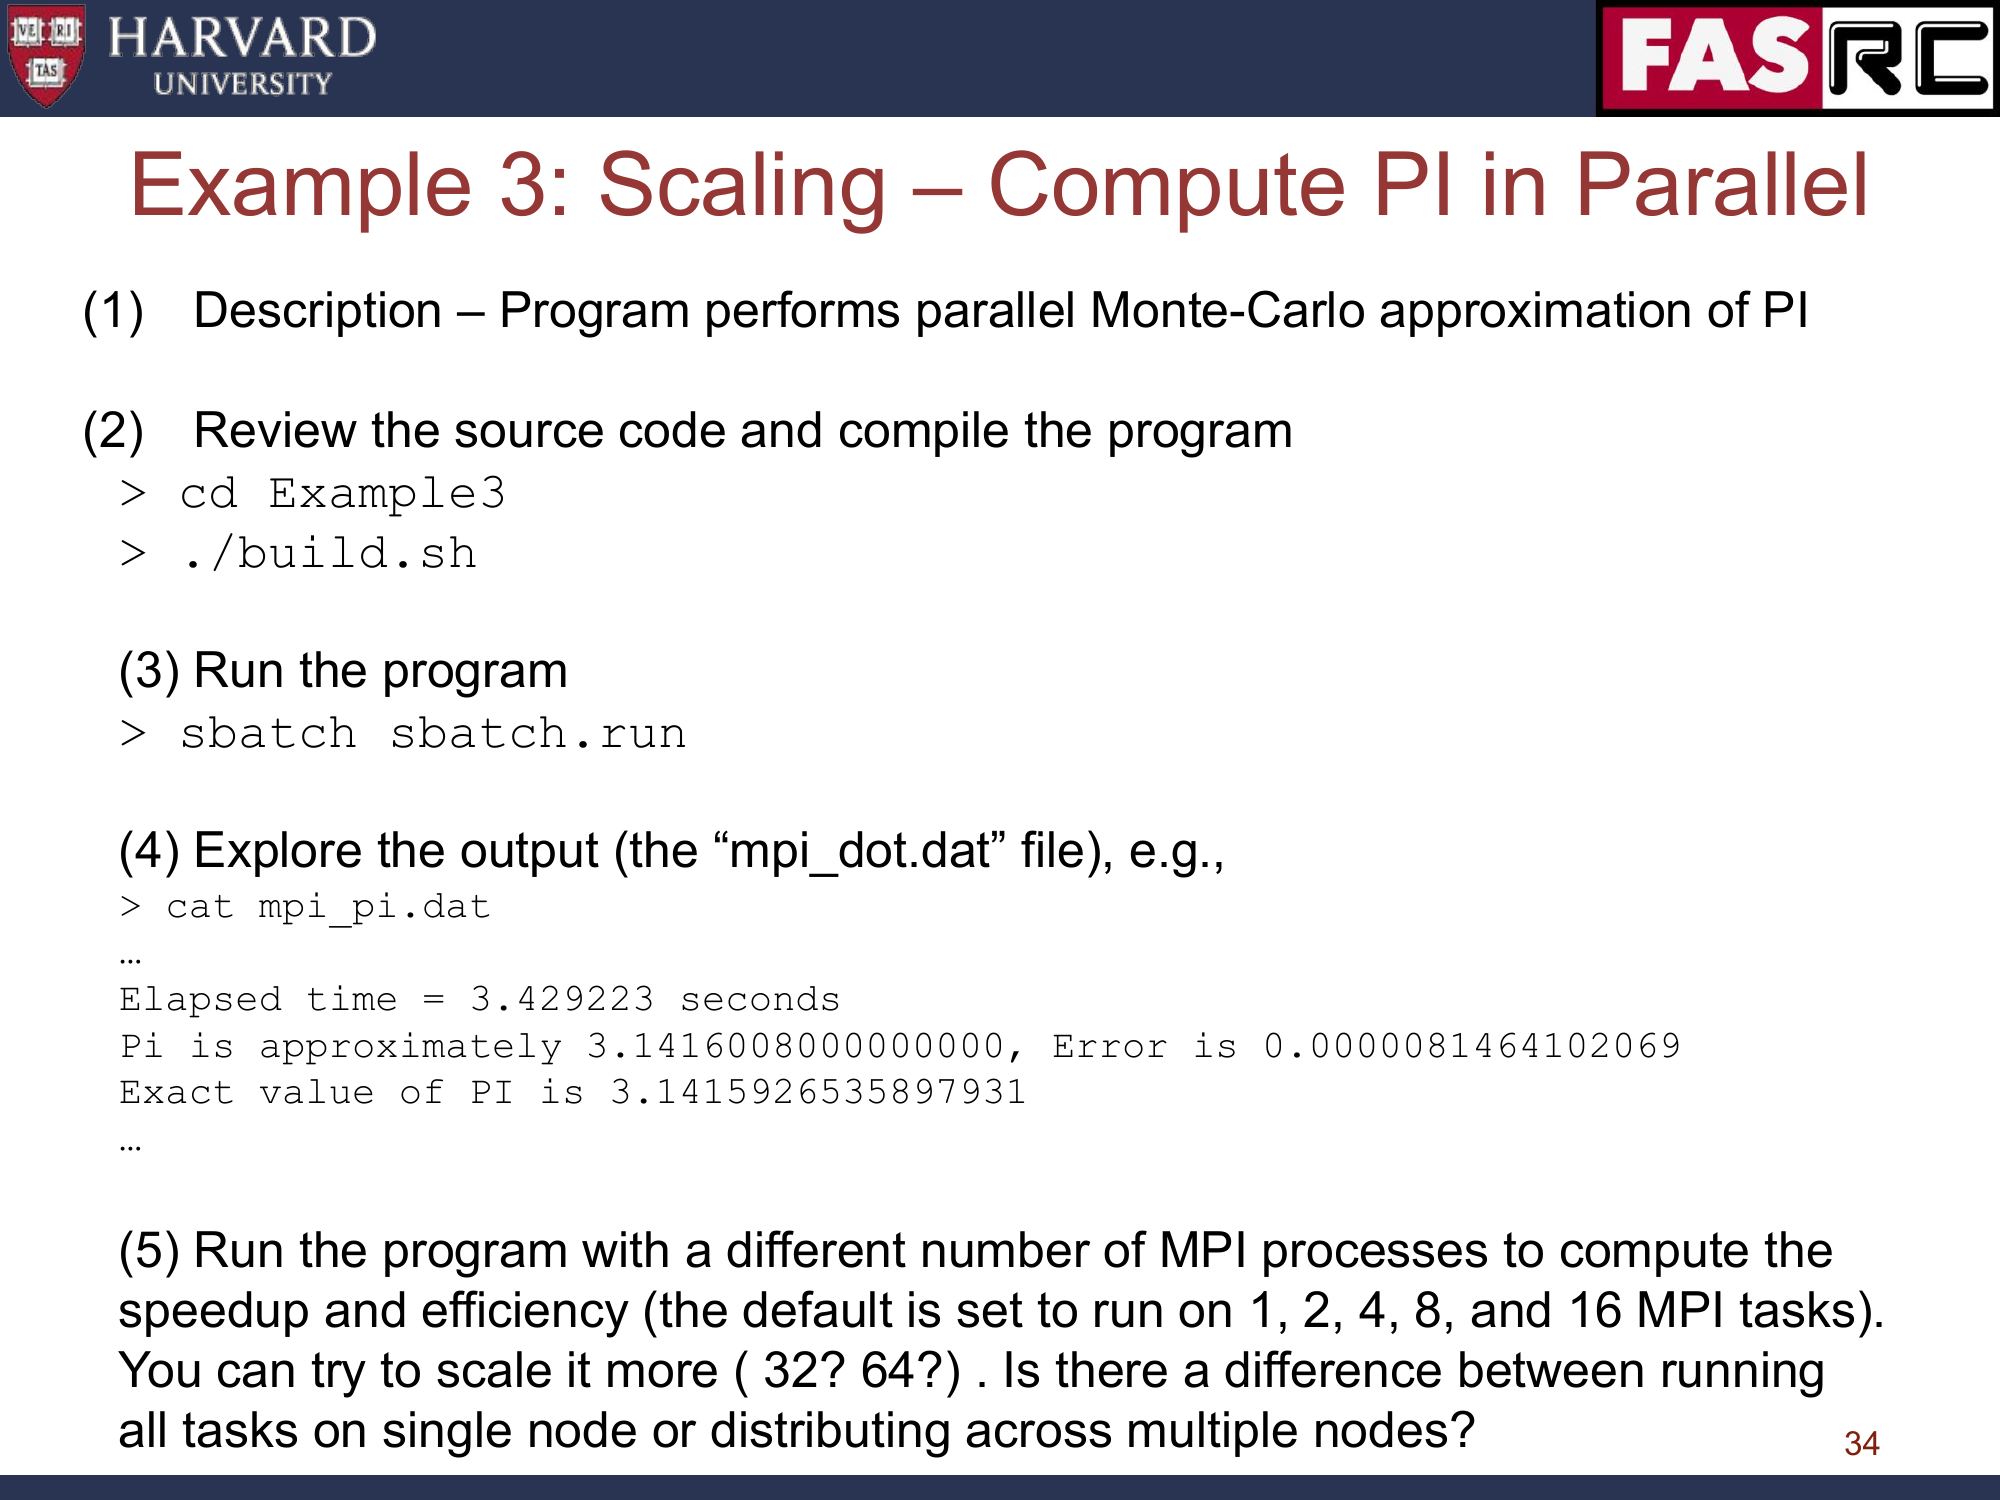 VE RI
TAS
HARVARD
UNIVERSITY
FAS RC
Example 3: Scaling – Compute PI in Parallel
(1) Description – Program performs parallel Monte-Carlo approximation of PI
(2) Review the source code and compile the program
> cd Example3
> ./build.sh
(3) Run the program
> sbatch sbatch.run
(4) Explore the output (the “mpi_dot.dat” file), e.g.,
> cat mpi_pi.dat
…
Elapsed time = 3.429223 seconds
Pi is approximately 3.1416008000000000, Error is 0.0000081464102069
Exact value of PI is 3.1415926535897931
…
(5) Run the program with a different number of MPI processes to compute the
speedup and efficiency (the default is set to run on 1, 2, 4, 8, and 16 MPI tasks).
You can try to scale it more ( 32? 64?) . Is there a difference between running
all tasks on single node or distributing across multiple nodes?
34